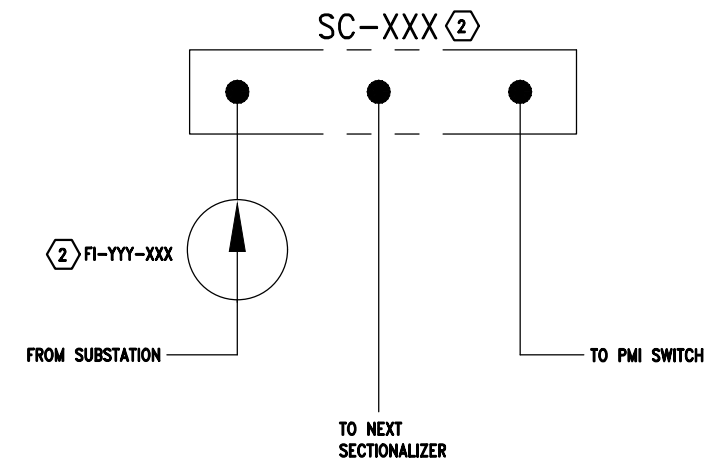 SC-XXX 2
2 FI-YYY-XXX
FROM SUBSTATION
TO PMI SWITCH
TO NEXT
SECTIONALIZER